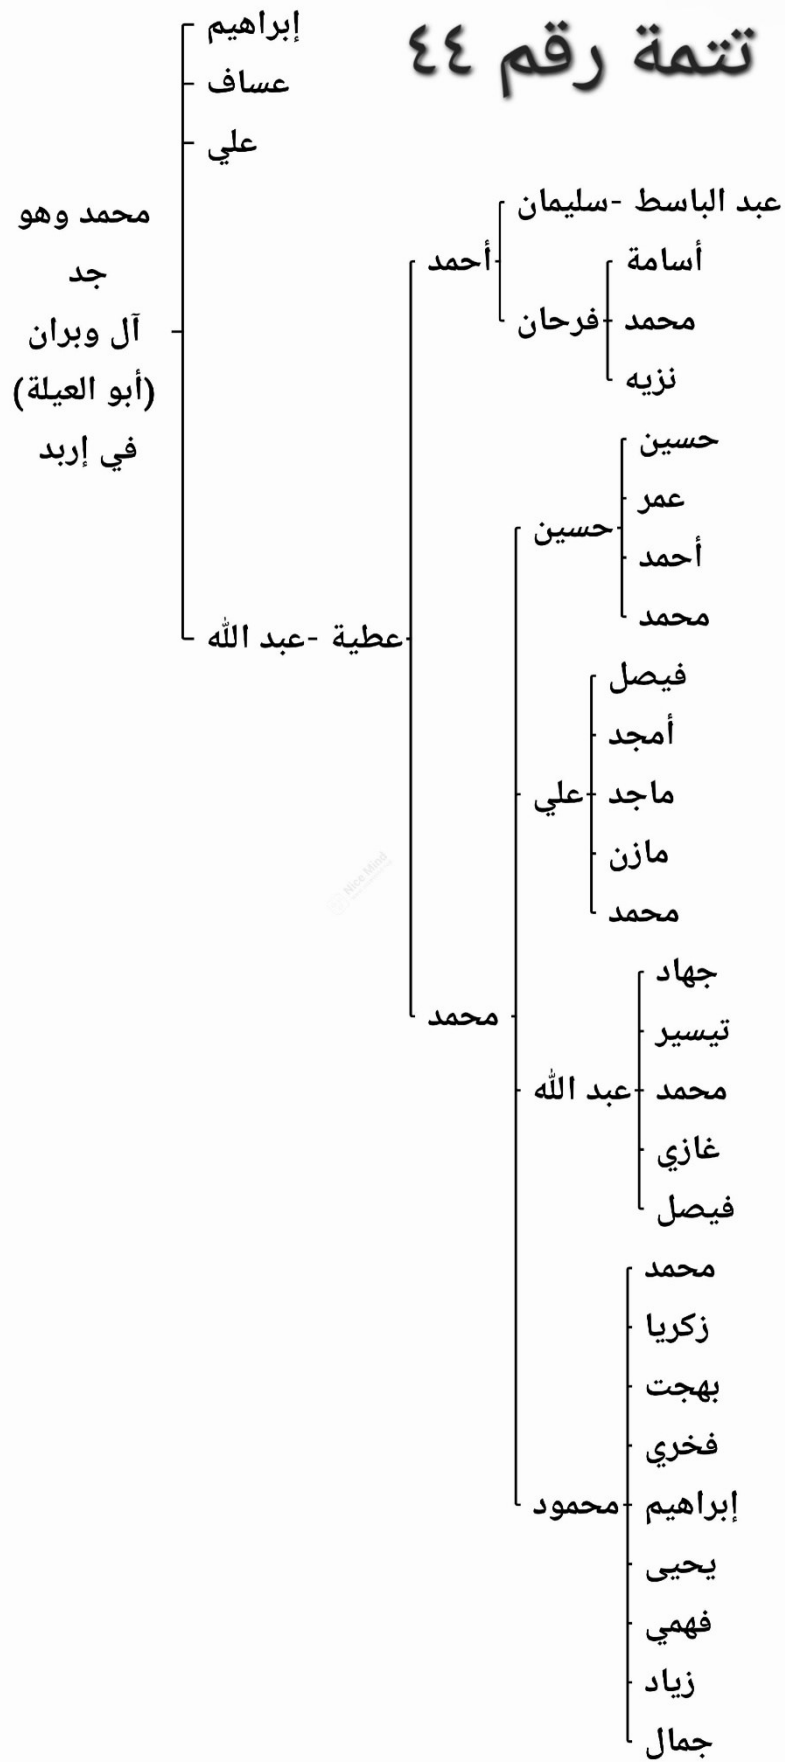 تتمة رقم ٤٤
محمد وهو
جد
آل وبران
(أبو العيلة)
في إربد
إبراهيم
عساف
علي
عبد الله - عطية
أحمد
سليمان - عبد الباسط
فرحان
أسامة
محمد
نزيه
محمد
حسين
حسين
عمر
أحمد
محمد
علي
فيصل
أمجد
ماجد
مازن
محمد
عبد الله
جهاد
تيسير
محمد
غازي
فيصل
محمود
محمد
زكريا
بهجت
فخري
إبراهيم
يحيى
فهمي
زياد
جمال
Nice Mind